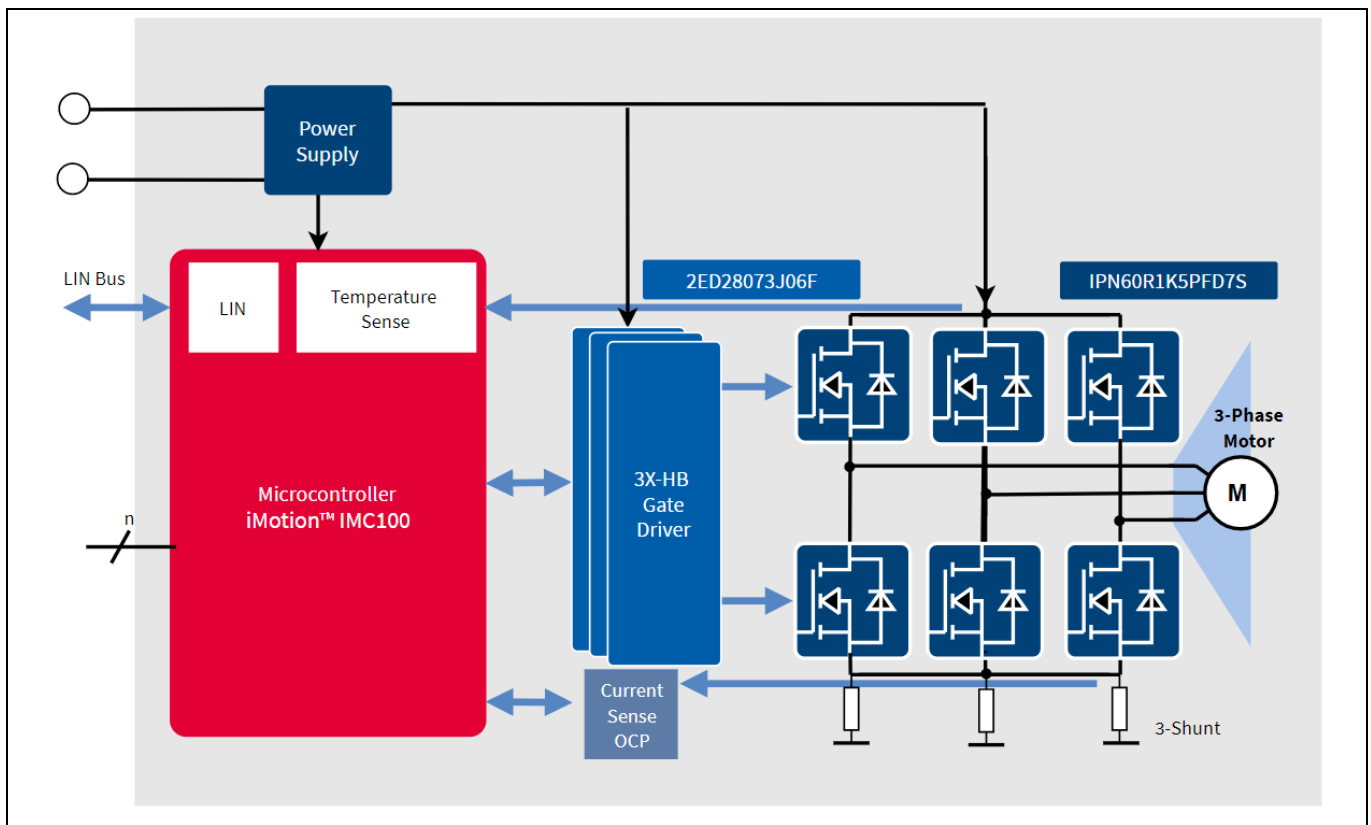 Power
Supply
LIN Bus
LIN
Temperature
Sense
2ED28073J06F
IPN60R1K5PFD7S
3-Phase
Motor
M
3X-HB
Gate
Driver
Microcontroller
iMotion™ IMC100
n
Current
Sense
OCP
3-Shunt